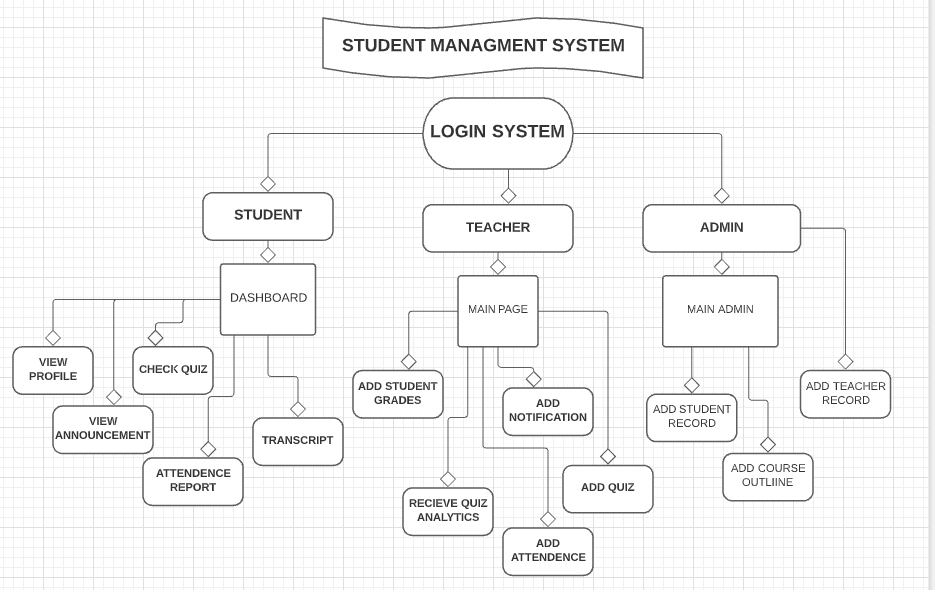 STUDENT MANAGMENT SYSTEM
LOGIN SYSTEM
STUDENT
TEACHER
ADMIN
DASHBOARD
MAIN PAGE
MAIN ADMIN
VIEW
PROFILE
CHECK QUIZ
VIEW
ANNOUNCEMENT
ATTENDENCE
REPORT
TRANSCRIPT
ADD STUDENT
GRADES
ADD
NOTIFICATION
RECIEVE QUIZ
ANALYTICS
ADD
ATTENDENCE
ADD QUIZ
ADD STUDENT
RECORD
ADD COURSE
OUTLIINE
ADD TEACHER
RECORD